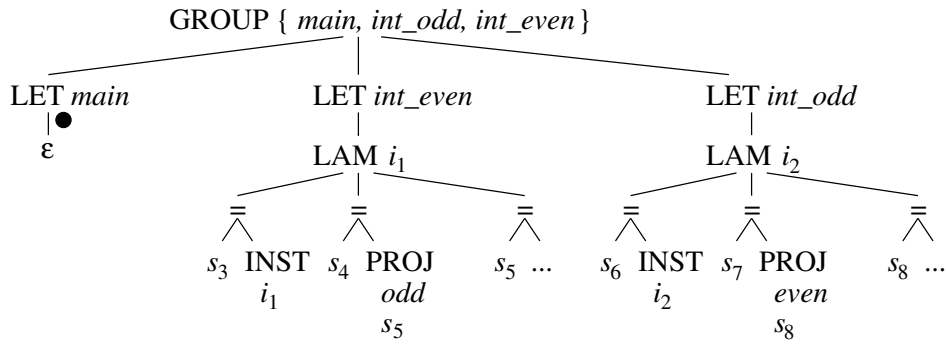 GROUP { main, int_odd, int_even }
LET main LET int_even LET int_odd
ε LAM i₁ LAM i₂
= = = = = =
s₃ INST s₄ PROJ s₅ ... s₆ INST s₇ PROJ s₈ ...
i₁ odd i₂ even
s₅ s₈